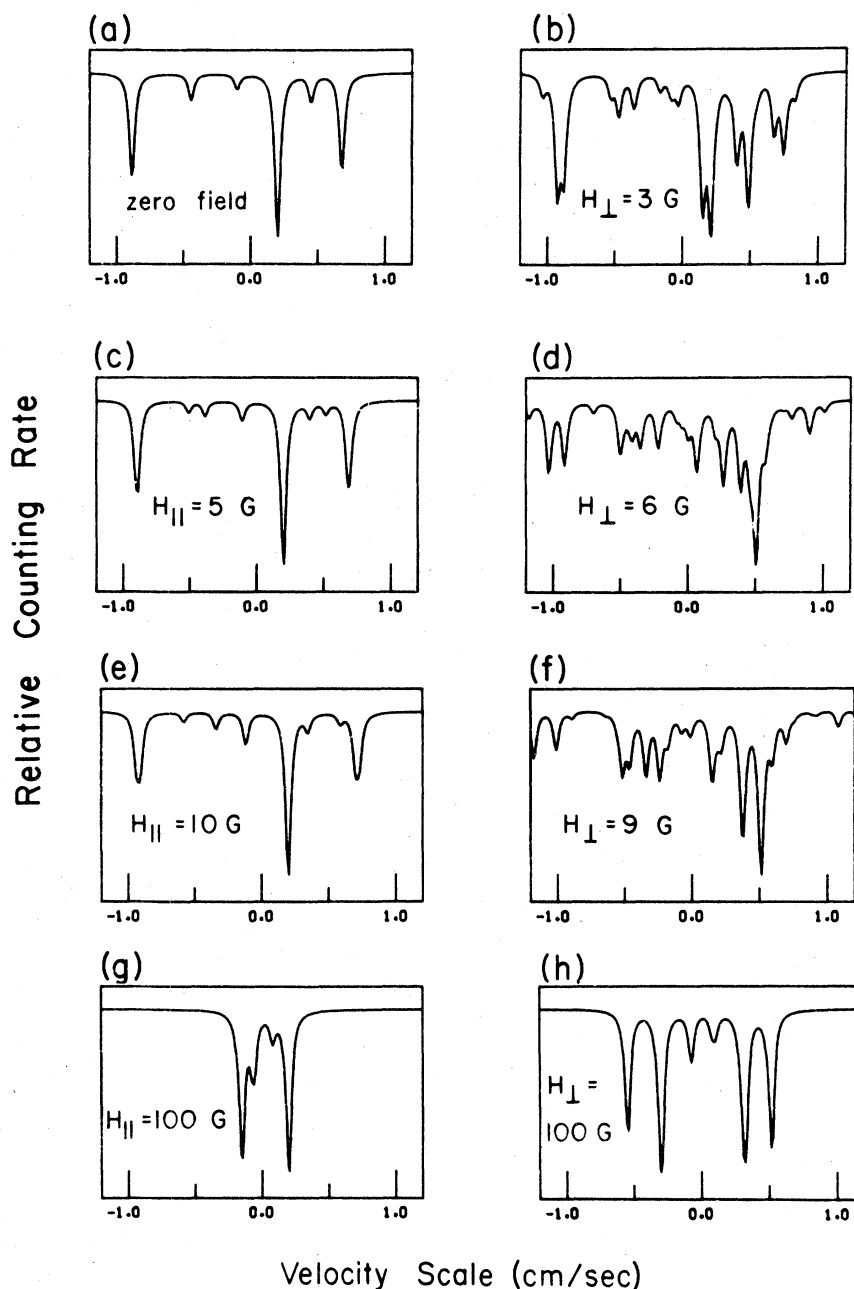 (a)
zero field
-1.0 0.0 1.0
(b)
H⊥=3 G
-1.0 0.0 1.0
(c)
H||=5 G
-1.0 0.0 1.0
(d)
H⊥=6 G
-1.0 0.0 1.0
(e)
H||=10 G
-1.0 0.0 1.0
(f)
H⊥=9 G
-1.0 0.0 1.0
(g)
H||=100 G
-1.0 0.0 1.0
(h)
H⊥=
100 G
-1.0 0.0 1.0
Relative Counting Rate
Velocity Scale (cm/sec)